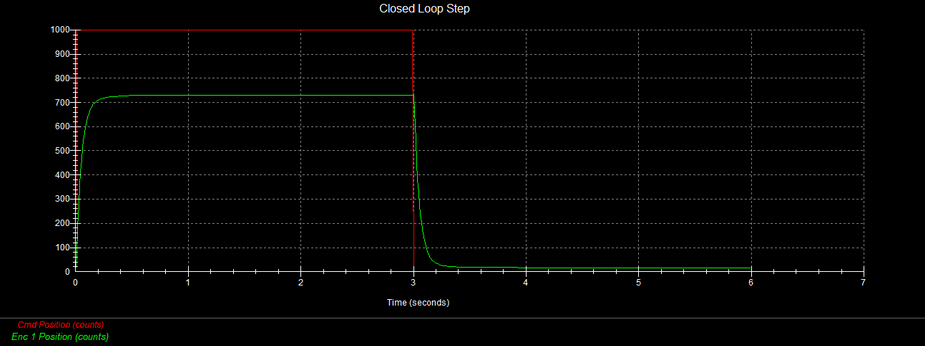 Closed Loop Step
1000
900
800
700
600
500
400
300
200
100
0
0 1 2 3 4 5 6 7
Time (seconds)
Cmd Position (counts)
Enc 1 Position (counts)